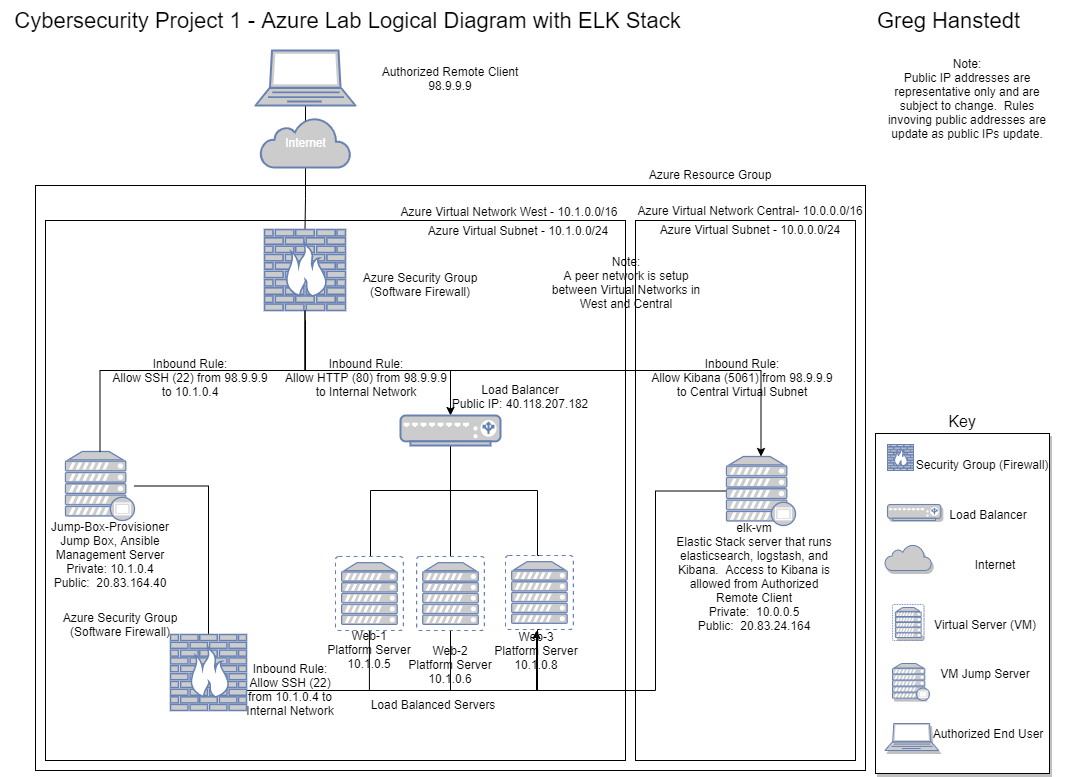 Cybersecurity Project 1 - Azure Lab Logical Diagram with ELK Stack
Greg Hanstedt
Note:
Public IP addresses are
representative only and are
subject to change. Rules
invoving public addresses are
update as public IPs update.
Authorized Remote Client
98.9.9.9
Internet
Azure Resource Group
Azure Virtual Network West - 10.1.0.0/16
Azure Virtual Subnet - 10.1.0.0/24
Azure Virtual Network Central- 10.0.0.0/16
Azure Virtual Subnet - 10.0.0.0/24
Note:
A peer network is setup
between Virtual Networks in
West and Central
Azure Security Group
(Software Firewall)
Inbound Rule:
Allow SSH (22) from 98.9.9.9
to 10.1.0.4
Inbound Rule:
Allow HTTP (80) from 98.9.9.9
to Internal Network
Inbound Rule:
Allow Kibana (5061) from 98.9.9.9
to Central Virtual Subnet
Load Balancer
Public IP: 40.118.207.182
Jump-Box-Provisioner
Jump Box, Ansible
Management Server
Private: 10.1.0.4
Public: 20.83.164.40
elk-vm
Elastic Stack server that runs
elasticsearch, logstash, and
Kibana. Access to Kibana is
allowed from Authorized
Remote Client
Private: 10.0.0.5
Public: 20.83.24.164
Azure Security Group
(Software Firewall)
Inbound Rule:
Allow SSH (22)
from 10.1.0.4 to
Internal Network
Web-1
Platform Server
10.1.0.5
Web-2
Platform Server
10.1.0.6
Web-3
Platform Server
10.1.0.8
Load Balanced Servers
Key
Security Group (Firewall)
Load Balancer
Internet
Virtual Server (VM)
VM Jump Server
Authorized End User